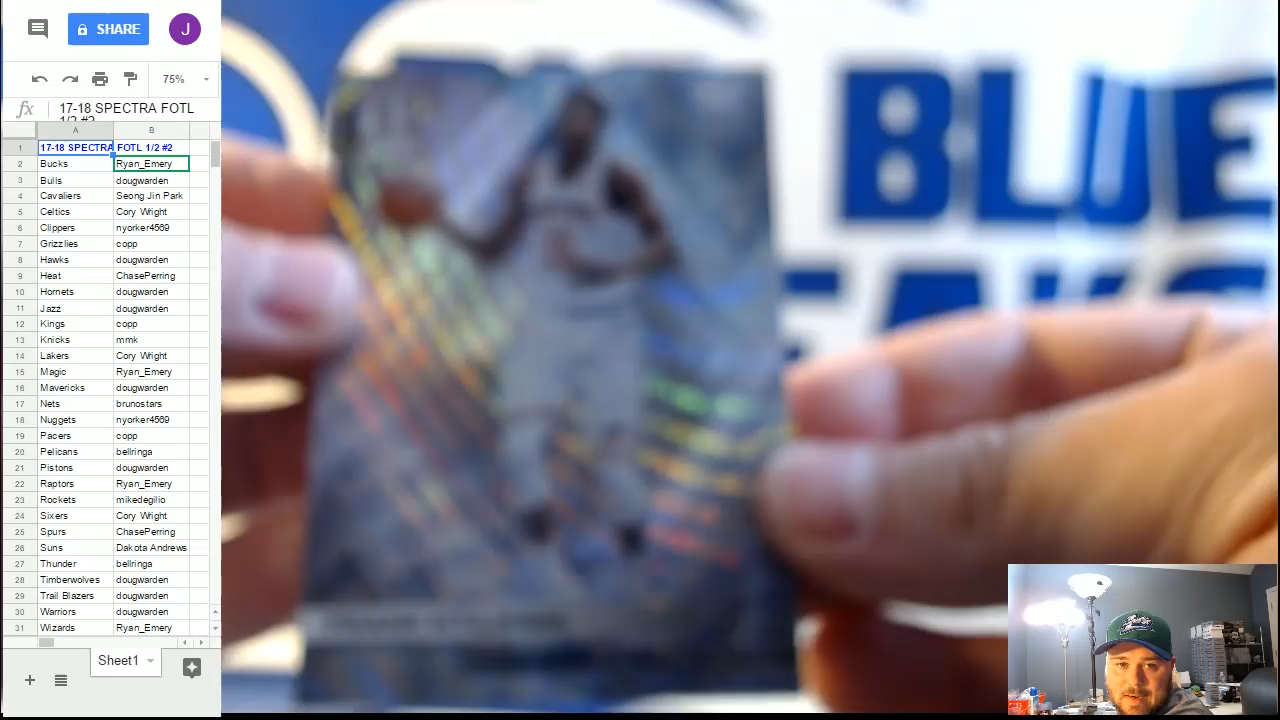 SHARE
J
75%
fx 17-18 SPECTRA FOTL
1/2 #2
A B
1 17-18 SPECTRA FOTL 1/2 #2
2 Bucks Ryan_Emery
3 Bulls dougwarden
4 Cavaliers Seong Jin Park
5 Celtics Cory Wright
6 Clippers nyorker4569
7 Grizzlies copp
8 Hawks dougwarden
9 Heat ChasePerring
10 Hornets dougwarden
11 Jazz dougwarden
12 Kings copp
13 Knicks mmk
14 Lakers Cory Wright
15 Magic Ryan_Emery
16 Mavericks dougwarden
17 Nets brunostars
18 Nuggets nyorker4569
19 Pacers copp
20 Pelicans bellringa
21 Pistons dougwarden
22 Raptors Ryan_Emery
23 Rockets mikedegilio
24 Sixers Cory Wright
25 Spurs ChasePerring
26 Suns Dakota Andrews
27 Thunder bellringa
28 Timberwolves dougwarden
29 Trail Blazers dougwarden
30 Warriors dougwarden
31 Wizards Ryan_Emery
Sheet1
BLUE